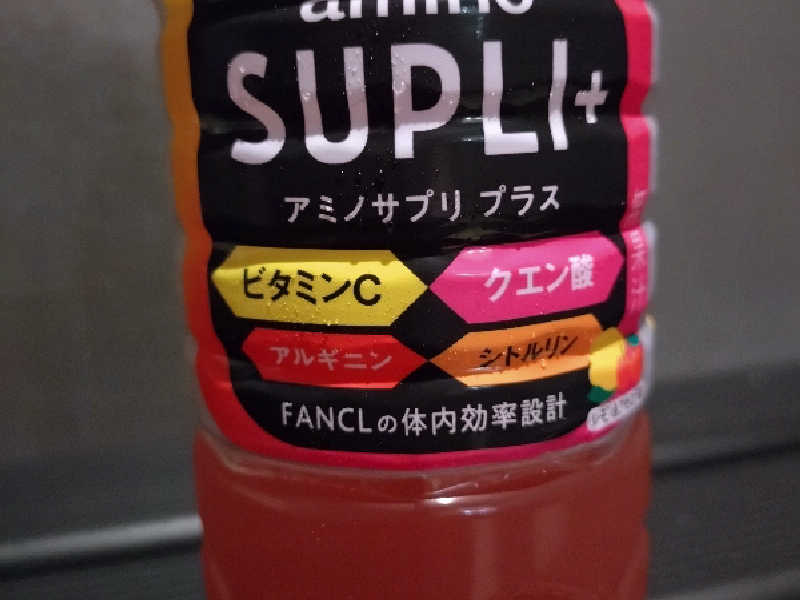 amino
SUPLI+
アミノサプリ プラス
ビタミンC クエン酸
アルギニン シトルリン
FANCLの体内効率設計